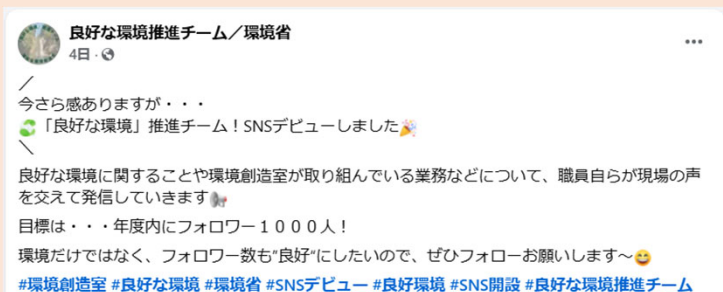 良好な環境推進チーム／環境省
4日 ·
／
今さら感ありますが・・・
♻「良好な環境」推進チーム！SNSデビューしました🎉
＼
良好な環境に関することや環境創造室が取り組んでいる業務などについて、職員自らが現場の声
を交えて発信していきます📢
目標は・・・年度内にフォロワー１０００人！
環境だけではなく、フォロワー数も”良好”にしたいので、ぜひフォローお願いします～😄
#環境創造室 #良好な環境 #環境省 #SNSデビュー #良好環境 #SNS開設 #良好な環境推進チーム